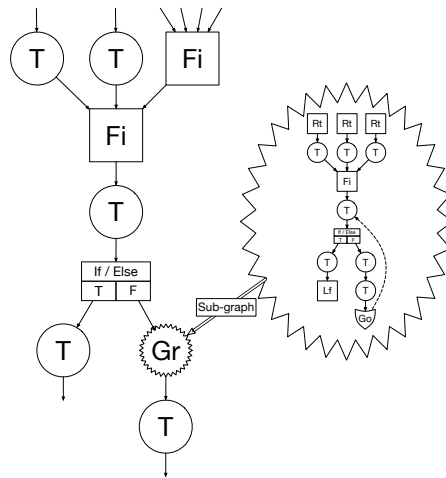 T T Fi
Fi
T
If / Else
T F
T Gr
T
Sub-graph
Rt Rt Rt
T T T
Fi
T
If / Else
T F
T T
Lf T
Go